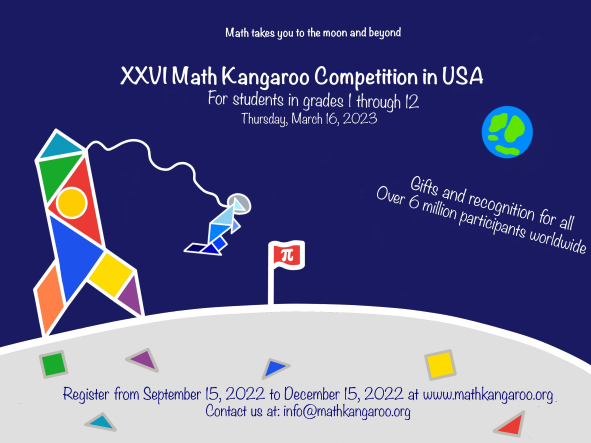 Math takes you to the moon and beyond
XXVI Math Kangaroo Competition in USA
For students in grades 1 through 12
Thursday, March 16, 2023
Gifts and recognition for all
Over 6 million participants worldwide
π
Register from September 15, 2022 to December 15, 2022 at www.mathkangaroo.org
Contact us at: info@mathkangaroo.org